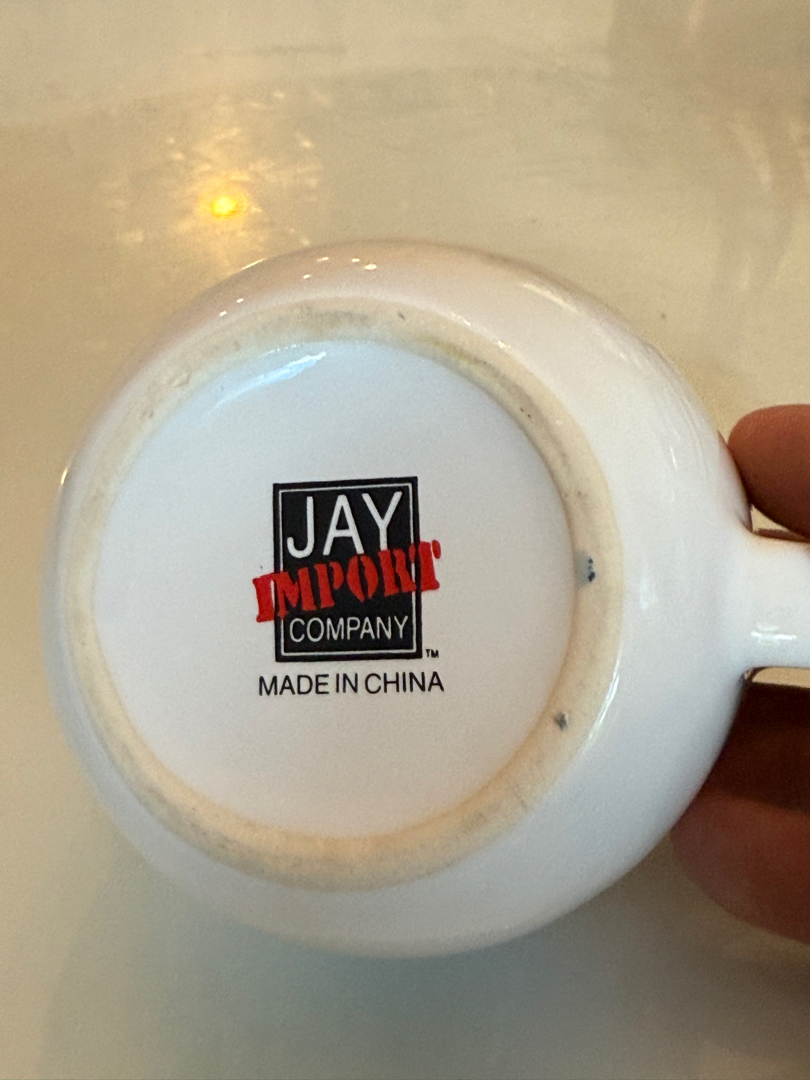 JAY
IMPORT
COMPANY
™
MADE IN CHINA